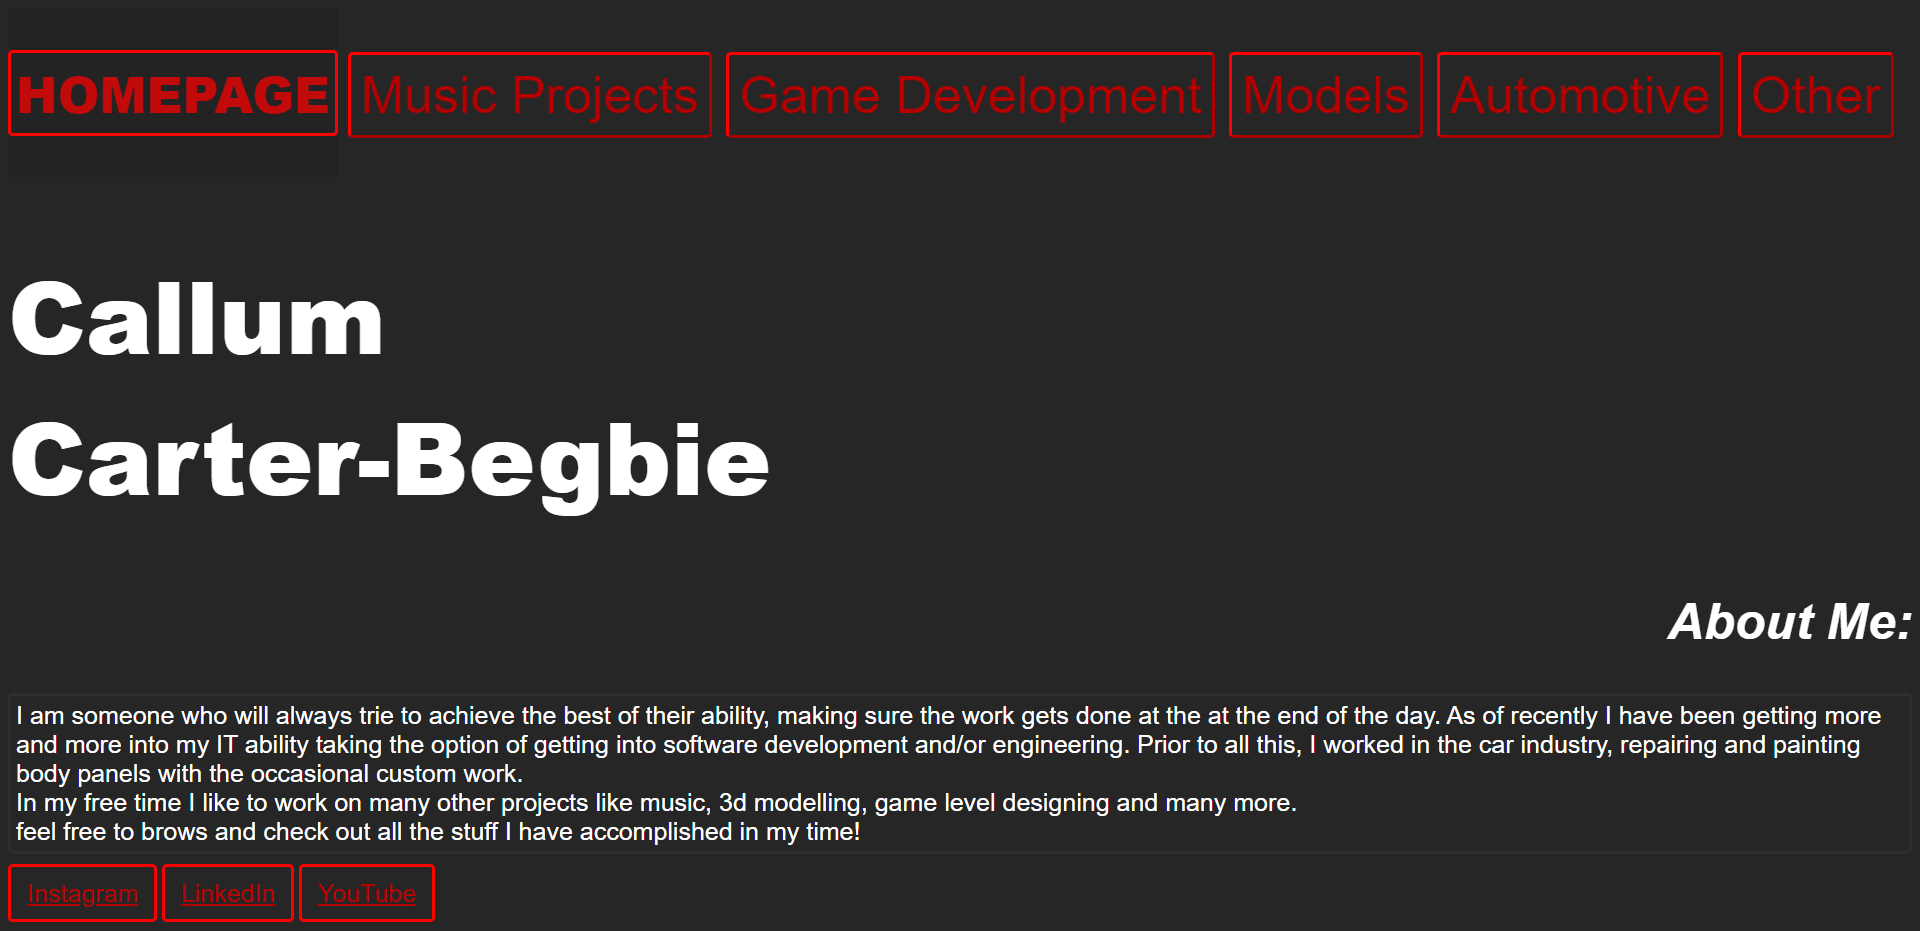 HOMEPAGE Music Projects Game Development Models Automotive Other
Callum
Carter-Begbie
About Me:
I am someone who will always trie to achieve the best of their ability, making sure the work gets done at the at the end of the day. As of recently I have been getting more
and more into my IT ability taking the option of getting into software development and/or engineering. Prior to all this, I worked in the car industry, repairing and painting
body panels with the occasional custom work.
In my free time I like to work on many other projects like music, 3d modelling, game level designing and many more.
feel free to brows and check out all the stuff I have accomplished in my time!
Instagram LinkedIn YouTube